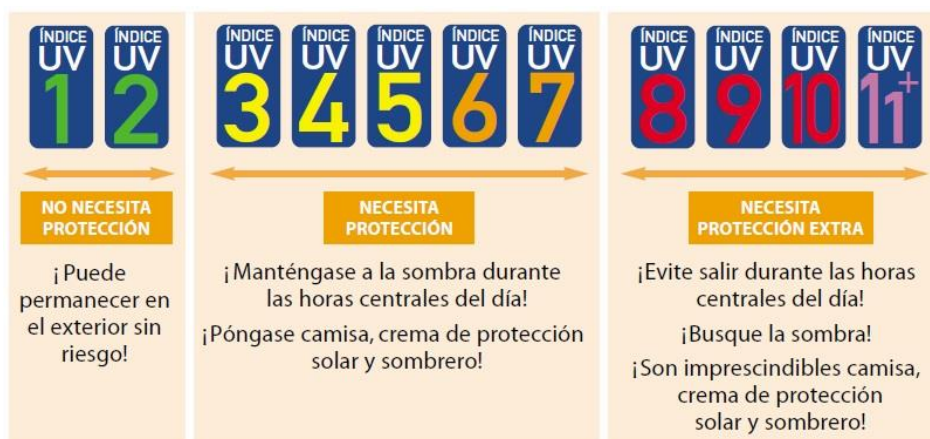 ÍNDICE
UV
1
ÍNDICE
UV
2
NO NECESITA
PROTECCIÓN
¡Puede
permanecer en
el exterior sin
riesgo!
ÍNDICE
UV
3
ÍNDICE
UV
4
ÍNDICE
UV
5
ÍNDICE
UV
6
ÍNDICE
UV
7
NECESITA
PROTECCIÓN
¡Manténgase a la sombra durante
las horas centrales del día!
¡Póngase camisa, crema de protección
solar y sombrero!
ÍNDICE
UV
8
ÍNDICE
UV
9
ÍNDICE
UV
10
ÍNDICE
UV
11+
NECESITA
PROTECCIÓN EXTRA
¡Evite salir durante las horas
centrales del día!
¡Busque la sombra!
¡Son imprescindibles camisa,
crema de protección
solar y sombrero!